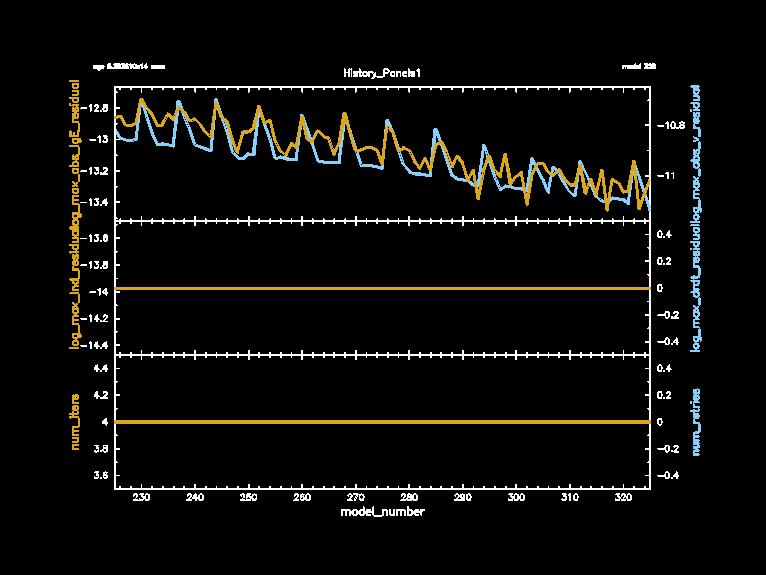 History_Panels1
log_max_abs_lgE_residual
−12.8
−13
−13.2
−13.4
−10.8
−11
log_max_abs_v_residual
log_max_lnd_residual
−13.6
−13.8
−14
−14.2
−14.4
0.4
0.2
0
−0.2
−0.4
log_max_drdt_residual
num_iters
4.4
4.2
4
3.8
3.6
0.4
0.2
0
−0.2
−0.4
num_retries
230 240 250 260 270 280 290 300 310 320
model_number